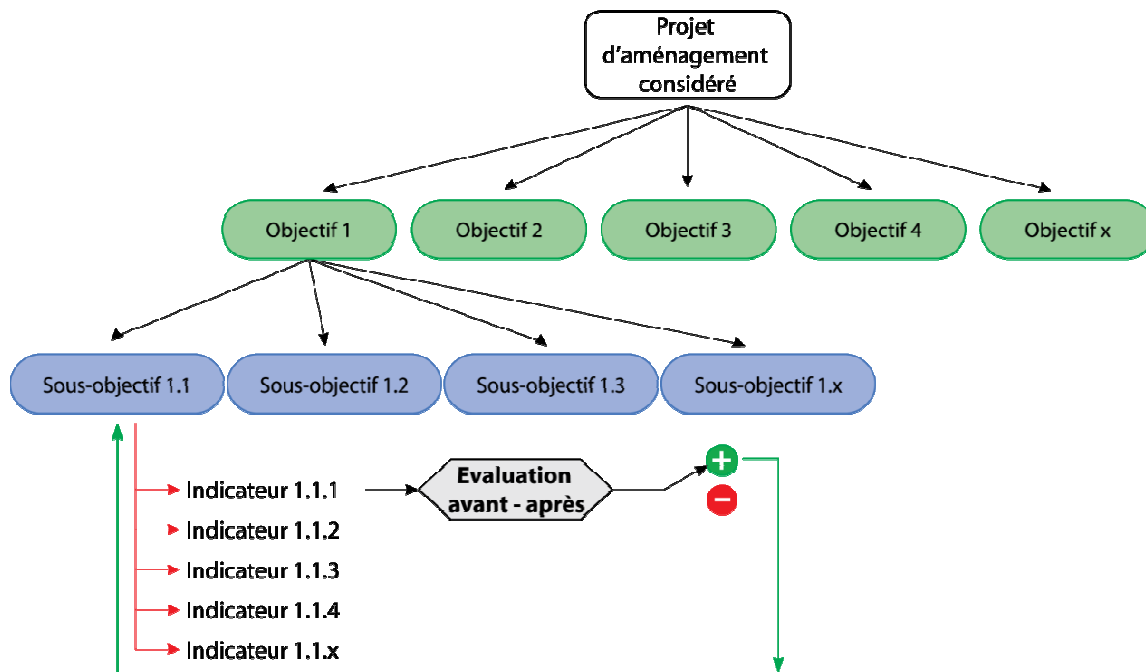 Projet
d'aménagement
considéré
Objectif 1
Objectif 2
Objectif 3
Objectif 4
Objectif x
Sous-objectif 1.1
Sous-objectif 1.2
Sous-objectif 1.3
Sous-objectif 1.x
Indicateur 1.1.1
Evaluation
avant - après
Indicateur 1.1.2
Indicateur 1.1.3
Indicateur 1.1.4
Indicateur 1.1.x